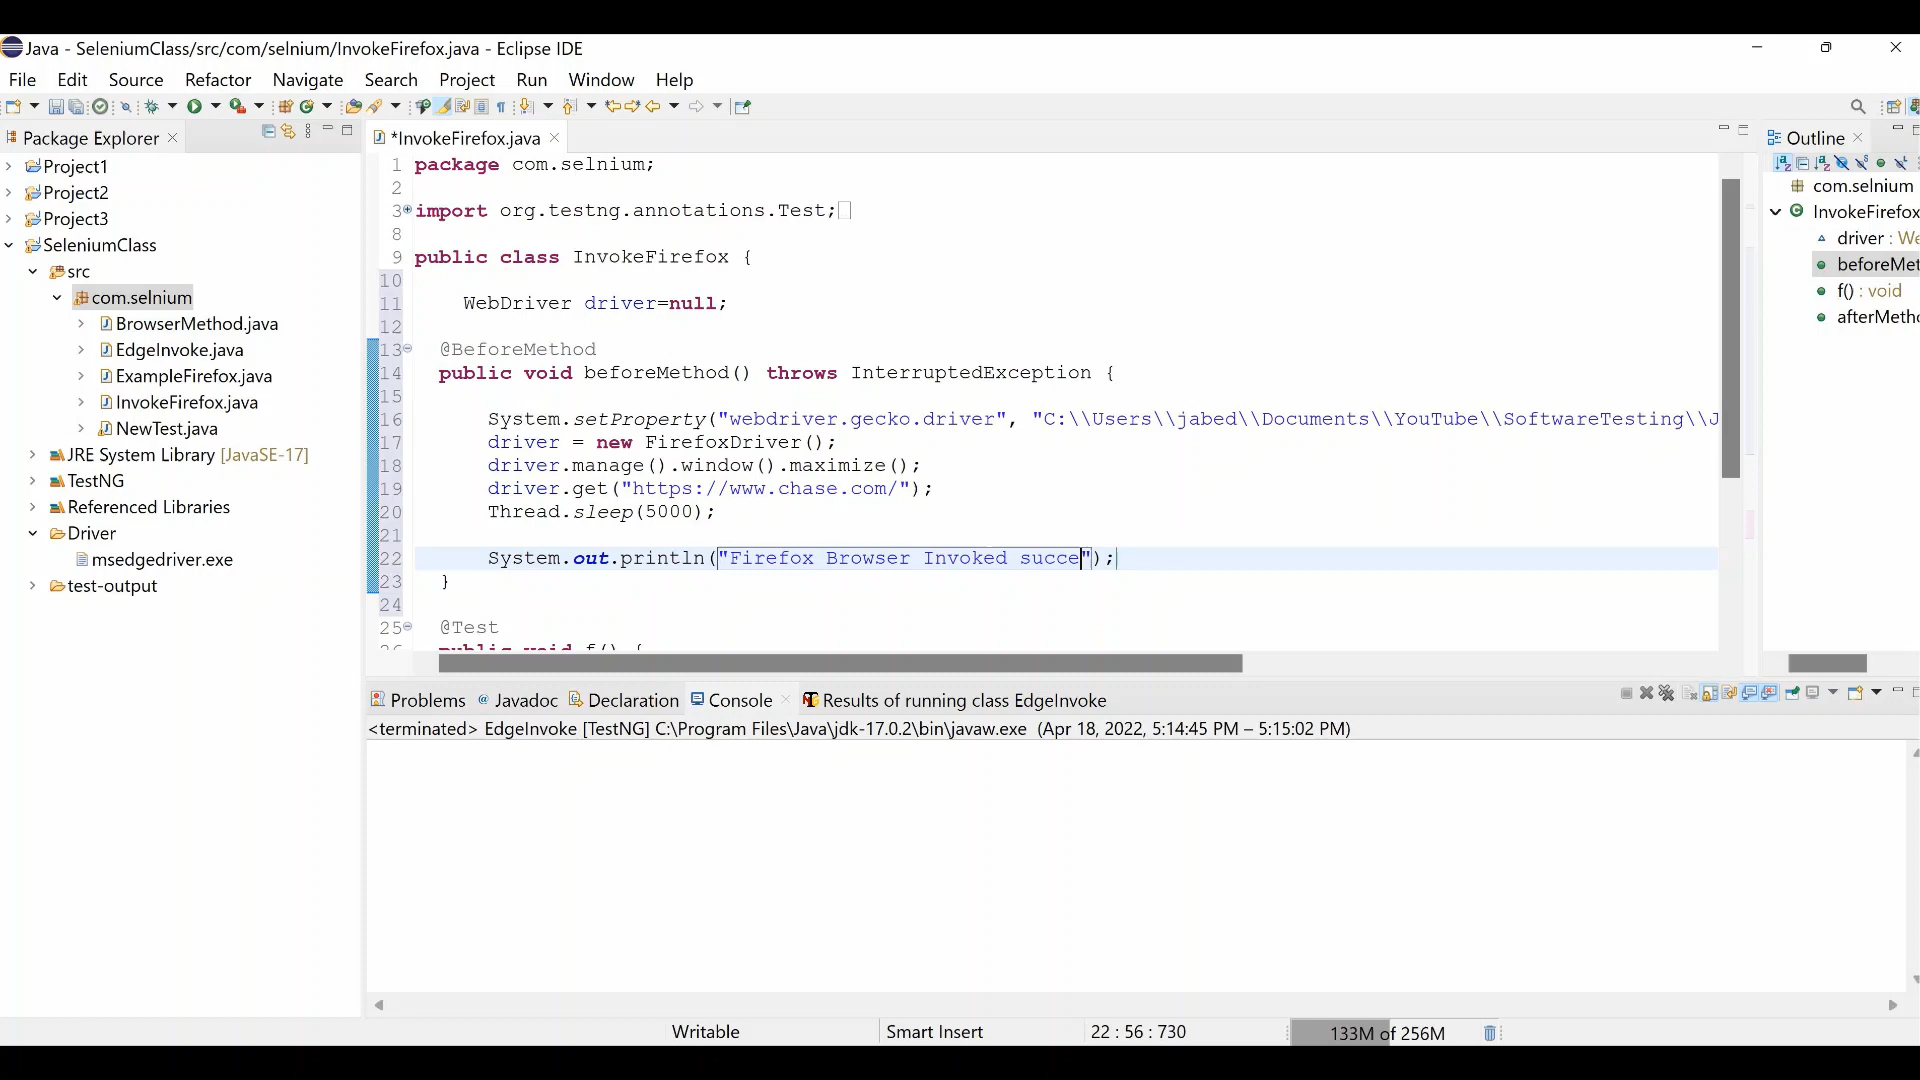 Java - SeleniumClass/src/com/selnium/InvokeFirefox.java - Eclipse IDE
File Edit Source Refactor Navigate Search Project Run Window Help
Package Explorer
Project1
Project2
Project3
SeleniumClass
src
com.selnium
BrowserMethod.java
EdgeInvoke.java
ExampleFirefox.java
InvokeFirefox.java
NewTest.java
JRE System Library [JavaSE-17]
TestNG
Referenced Libraries
Driver
msedgedriver.exe
test-output
*InvokeFirefox.java
1 package com.selnium;
2
3 import org.testng.annotations.Test;
8
9 public class InvokeFirefox {
10
11 WebDriver driver=null;
12
13 @BeforeMethod
14 public void beforeMethod() throws InterruptedException {
15
16 System.setProperty("webdriver.gecko.driver", "C:\\Users\\jabed\\Documents\\YouTube\\SoftwareTesting\\J
17 driver = new FirefoxDriver();
18 driver.manage().window().maximize();
19 driver.get("https://www.chase.com/");
20 Thread.sleep(5000);
21
22 System.out.println("Firefox Browser Invoked succe");
23 }
24
25 @Test
26 public void f() {
Outline
com.selnium
InvokeFirefox
driver : We
beforeMet
f() : void
afterMetho
Problems Javadoc Declaration Console Results of running class EdgeInvoke
<terminated> EdgeInvoke [TestNG] C:\Program Files\Java\jdk-17.0.2\bin\javaw.exe (Apr 18, 2022, 5:14:45 PM – 5:15:02 PM)
Writable Smart Insert 22 : 56 : 730 133M of 256M